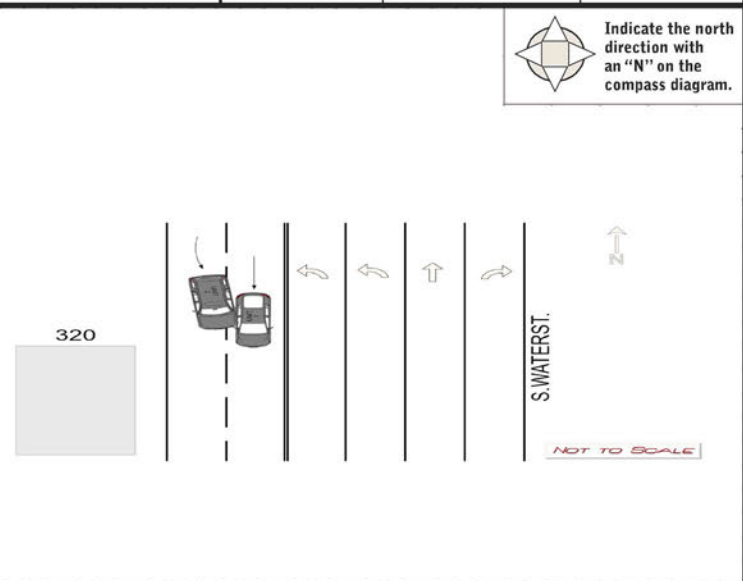 Indicate the north
direction with
an “N” on the
compass diagram.
N
320
S.WATERST.
NOT TO SCALE